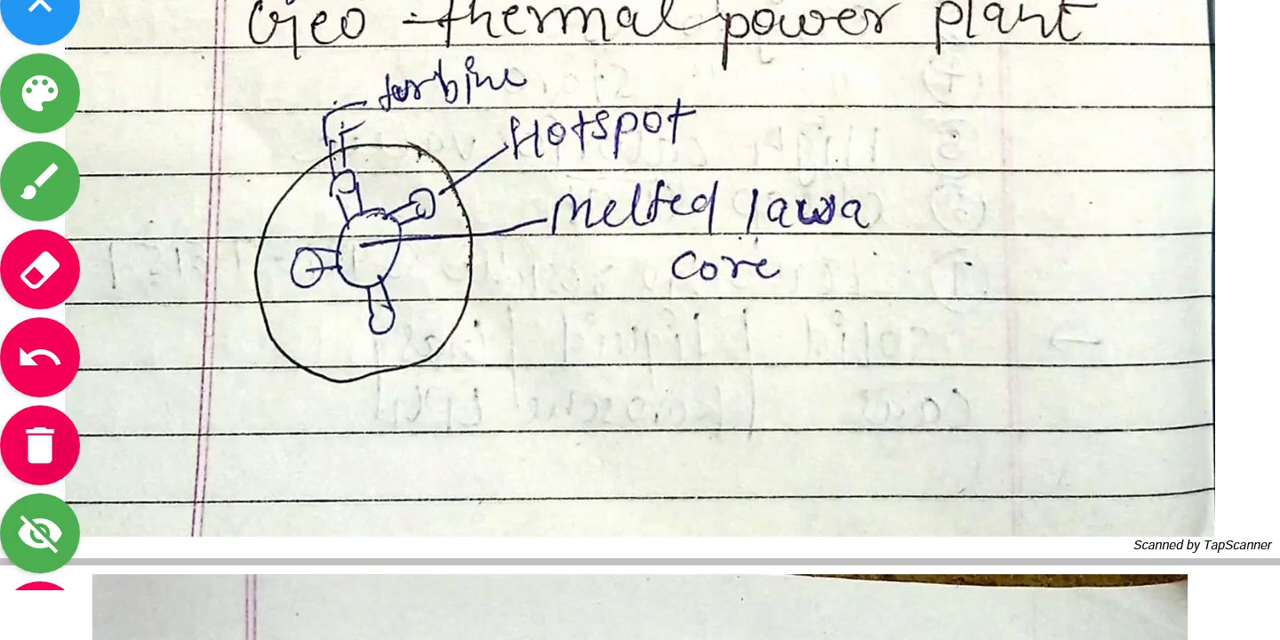 Geo-thermal power plant
turbine
Hotspot
melted lawa
core
Scanned by TapScanner